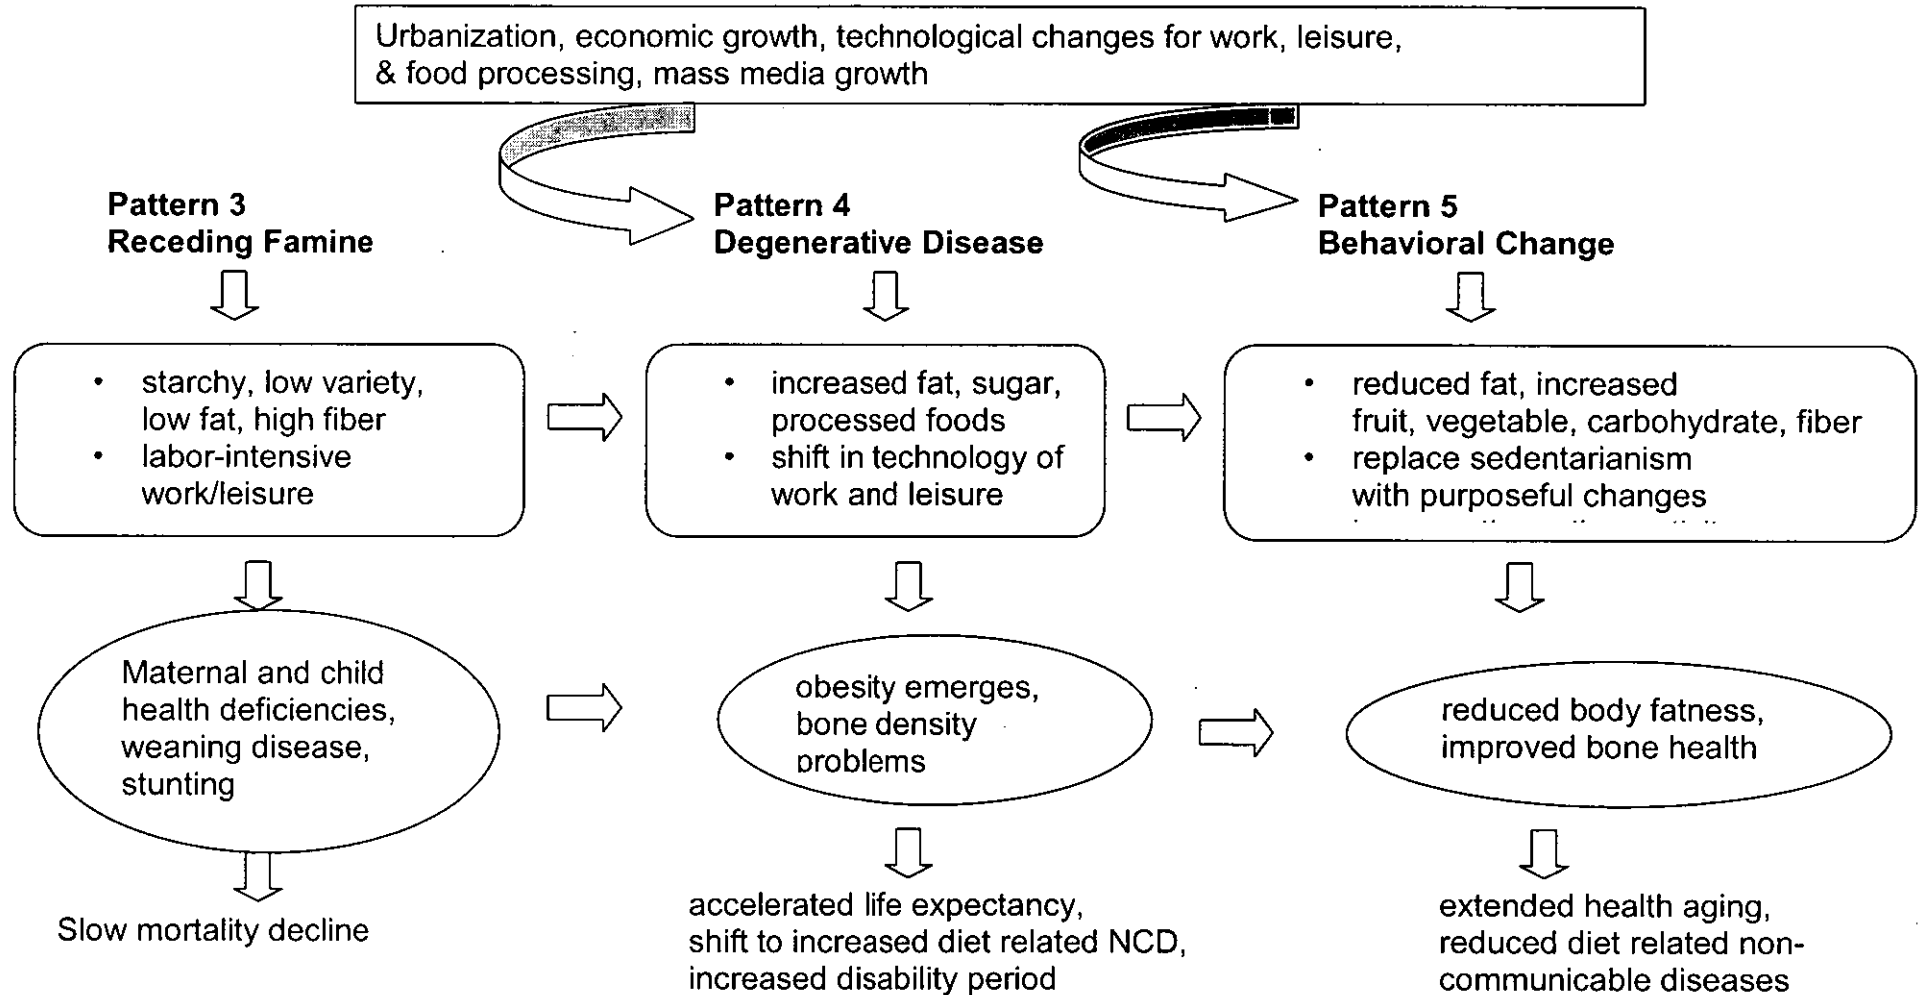 Urbanization, economic growth, technological changes for work, leisure,
& food processing, mass media growth
Pattern 3
Receding Famine
Pattern 4
Degenerative Disease
Pattern 5
Behavioral Change
• starchy, low variety,
low fat, high fiber
• labor-intensive
work/leisure
• increased fat, sugar,
processed foods
• shift in technology of
work and leisure
• reduced fat, increased
fruit, vegetable, carbohydrate, fiber
• replace sedentarianism
with purposeful changes
Maternal and child
health deficiencies,
weaning disease,
stunting
obesity emerges,
bone density
problems
reduced body fatness,
improved bone health
Slow mortality decline
accelerated life expectancy,
shift to increased diet related NCD,
increased disability period
extended health aging,
reduced diet related non-
communicable diseases